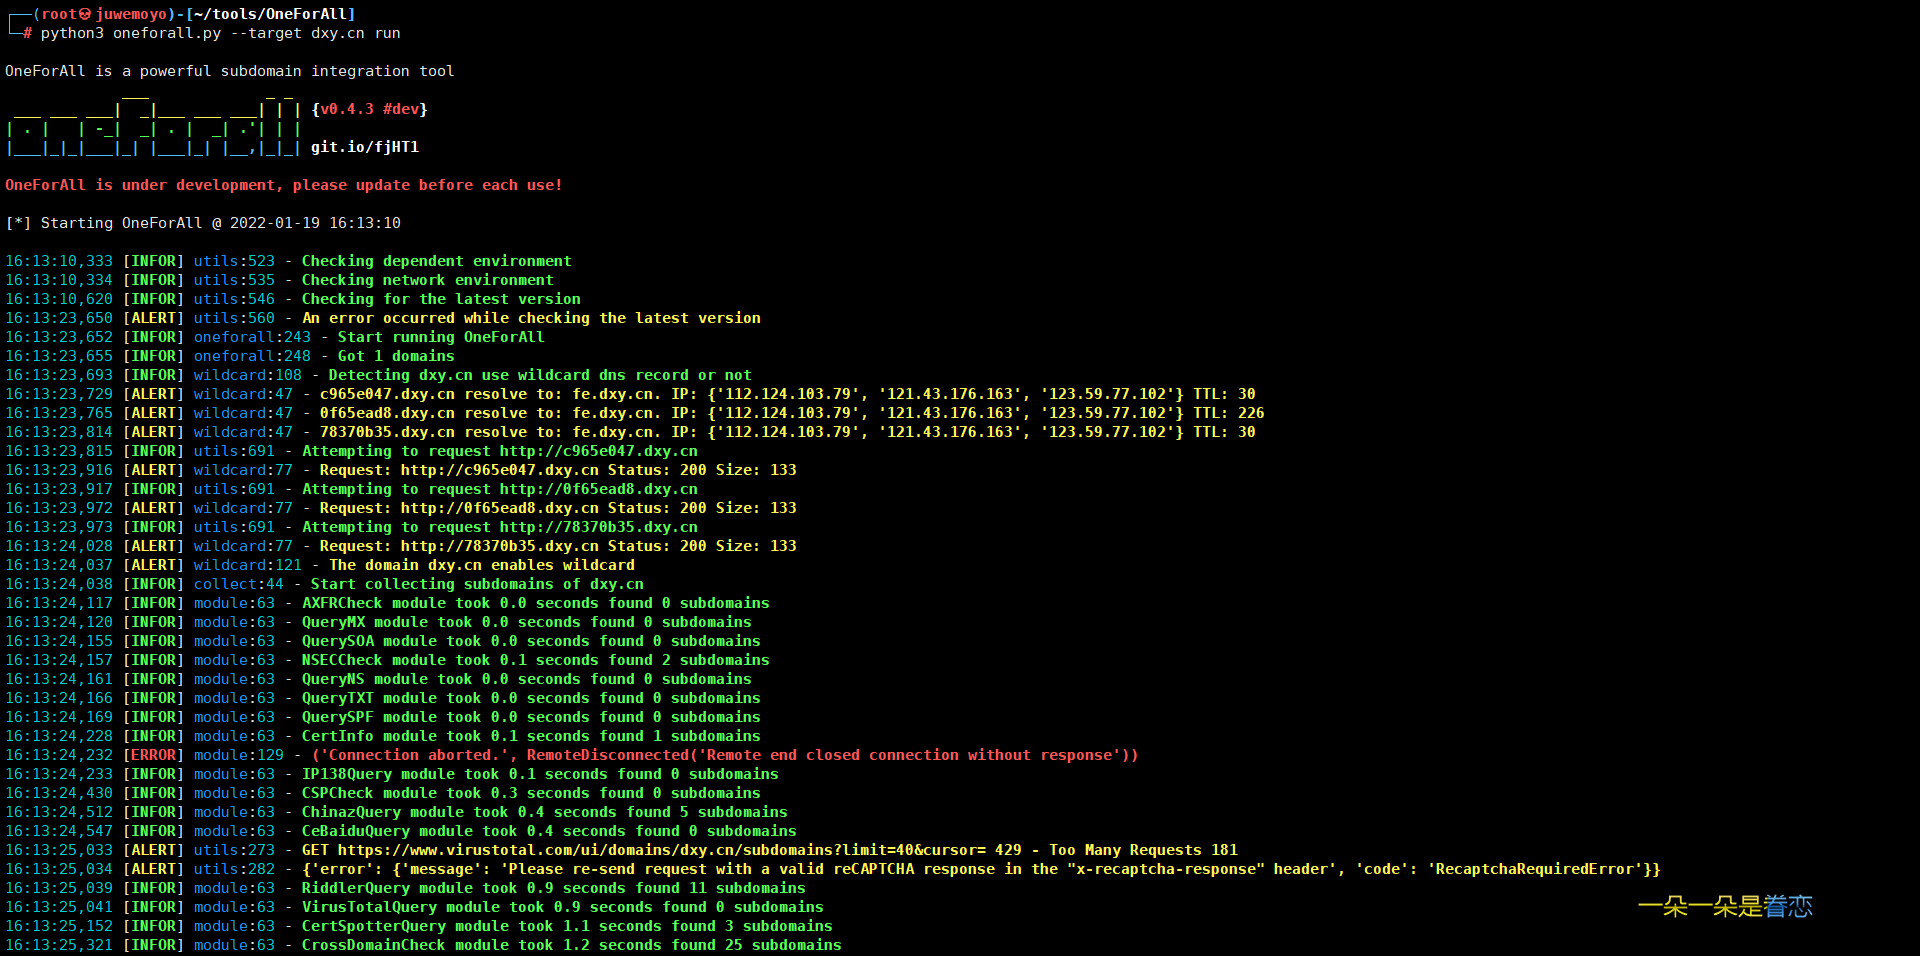 ┌──(root💀juwemoyo)-[~/tools/OneForAll]
└─# python3 oneforall.py --target dxy.cn run
OneForAll is a powerful subdomain integration tool
             ___             _ _
 ___ ___ ___|  _|___ ___ ___| | | {v0.4.3 #dev}
| . |   | -_|  _| . |  _| .'| | |
|___|_|_|___|_| |___|_| |__,|_|_| git.io/fjHT1
OneForAll is under development, please update before each use!
[*] Starting OneForAll @ 2022-01-19 16:13:10
16:13:10,333 [INFOR] utils:523 - Checking dependent environment
16:13:10,334 [INFOR] utils:535 - Checking network environment
16:13:10,620 [INFOR] utils:546 - Checking for the latest version
16:13:23,650 [ALERT] utils:560 - An error occurred while checking the latest version
16:13:23,652 [INFOR] oneforall:243 - Start running OneForAll
16:13:23,655 [INFOR] oneforall:248 - Got 1 domains
16:13:23,693 [INFOR] wildcard:108 - Detecting dxy.cn use wildcard dns record or not
16:13:23,729 [ALERT] wildcard:47 - c965e047.dxy.cn resolve to: fe.dxy.cn. IP: {'112.124.103.79', '121.43.176.163', '123.59.77.102'} TTL: 30
16:13:23,765 [ALERT] wildcard:47 - 0f65ead8.dxy.cn resolve to: fe.dxy.cn. IP: {'112.124.103.79', '121.43.176.163', '123.59.77.102'} TTL: 226
16:13:23,814 [ALERT] wildcard:47 - 78370b35.dxy.cn resolve to: fe.dxy.cn. IP: {'112.124.103.79', '121.43.176.163', '123.59.77.102'} TTL: 30
16:13:23,815 [INFOR] utils:691 - Attempting to request http://c965e047.dxy.cn
16:13:23,916 [ALERT] wildcard:77 - Request: http://c965e047.dxy.cn Status: 200 Size: 133
16:13:23,917 [INFOR] utils:691 - Attempting to request http://0f65ead8.dxy.cn
16:13:23,972 [ALERT] wildcard:77 - Request: http://0f65ead8.dxy.cn Status: 200 Size: 133
16:13:23,973 [INFOR] utils:691 - Attempting to request http://78370b35.dxy.cn
16:13:24,028 [ALERT] wildcard:77 - Request: http://78370b35.dxy.cn Status: 200 Size: 133
16:13:24,037 [ALERT] wildcard:121 - The domain dxy.cn enables wildcard
16:13:24,038 [INFOR] collect:44 - Start collecting subdomains of dxy.cn
16:13:24,117 [INFOR] module:63 - AXFRCheck module took 0.0 seconds found 0 subdomains
16:13:24,120 [INFOR] module:63 - QueryMX module took 0.0 seconds found 0 subdomains
16:13:24,155 [INFOR] module:63 - QuerySOA module took 0.0 seconds found 0 subdomains
16:13:24,157 [INFOR] module:63 - NSECCheck module took 0.1 seconds found 2 subdomains
16:13:24,161 [INFOR] module:63 - QueryNS module took 0.0 seconds found 0 subdomains
16:13:24,166 [INFOR] module:63 - QueryTXT module took 0.0 seconds found 0 subdomains
16:13:24,169 [INFOR] module:63 - QuerySPF module took 0.0 seconds found 0 subdomains
16:13:24,228 [INFOR] module:63 - CertInfo module took 0.1 seconds found 1 subdomains
16:13:24,232 [ERROR] module:129 - ('Connection aborted.', RemoteDisconnected('Remote end closed connection without response'))
16:13:24,233 [INFOR] module:63 - IP138Query module took 0.1 seconds found 0 subdomains
16:13:24,430 [INFOR] module:63 - CSPCheck module took 0.3 seconds found 0 subdomains
16:13:24,512 [INFOR] module:63 - ChinazQuery module took 0.4 seconds found 5 subdomains
16:13:24,547 [INFOR] module:63 - CeBaiduQuery module took 0.4 seconds found 0 subdomains
16:13:25,033 [ALERT] utils:273 - GET https://www.virustotal.com/ui/domains/dxy.cn/subdomains?limit=40&cursor= 429 - Too Many Requests 181
16:13:25,034 [ALERT] utils:282 - {'error': {'message': 'Please re-send request with a valid reCAPTCHA response in the "x-recaptcha-response" header', 'code': 'RecaptchaRequiredError'}}
16:13:25,039 [INFOR] module:63 - RiddlerQuery module took 0.9 seconds found 11 subdomains
16:13:25,041 [INFOR] module:63 - VirusTotalQuery module took 0.9 seconds found 0 subdomains
16:13:25,152 [INFOR] module:63 - CertSpotterQuery module took 1.1 seconds found 3 subdomains
16:13:25,321 [INFOR] module:63 - CrossDomainCheck module took 1.2 seconds found 25 subdomains
一朵一朵是眷恋